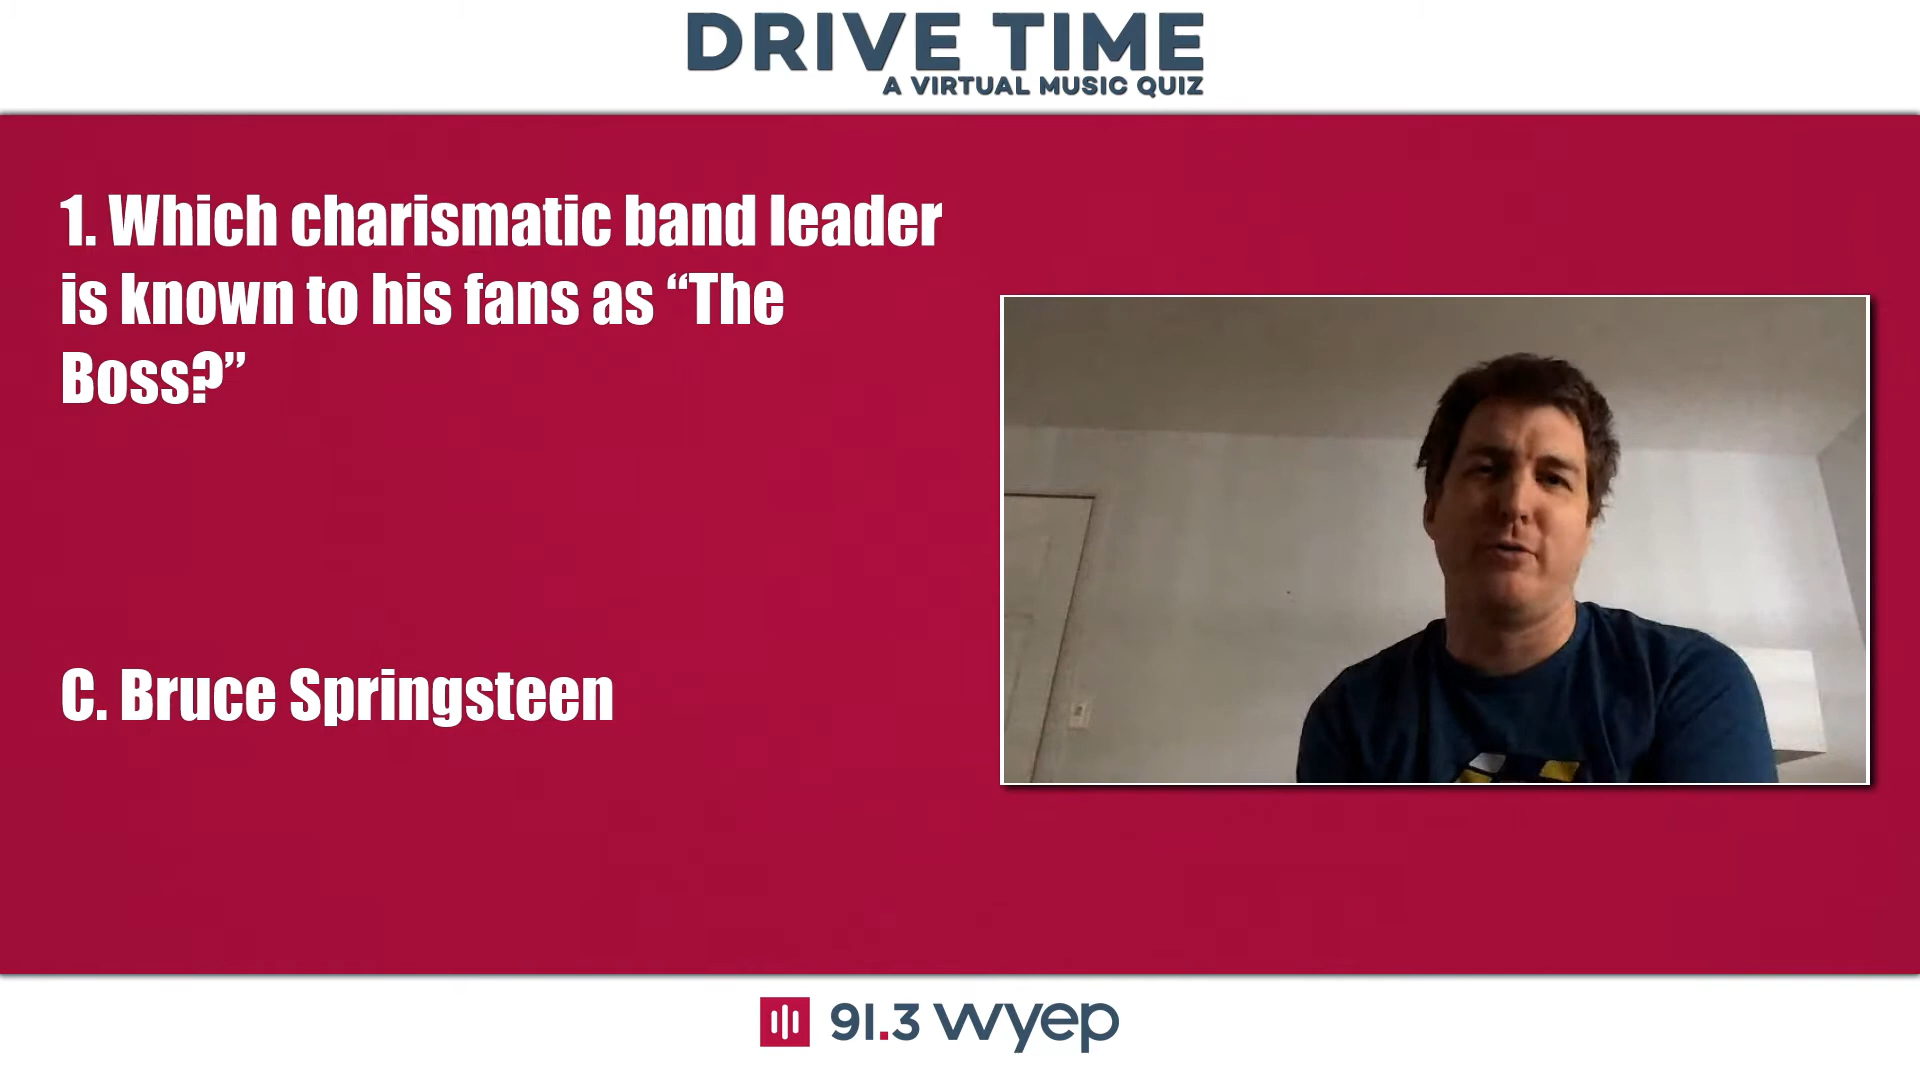 DRIVE TIME
A VIRTUAL MUSIC QUIZ
1. Which charismatic band leader
is known to his fans as “The
Boss?”
C. Bruce Springsteen
91.3 wyep